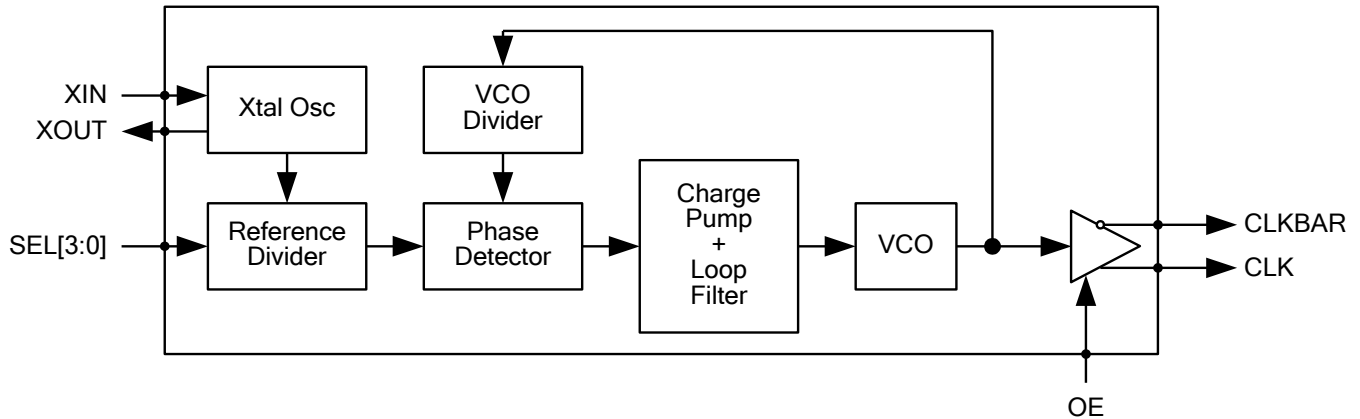 XIN
XOUT
Xtal Osc
VCO
Divider
SEL[3:0]
Reference
Divider
Phase
Detector
Charge
Pump
+
Loop
Filter
VCO
CLKBAR
CLK
OE